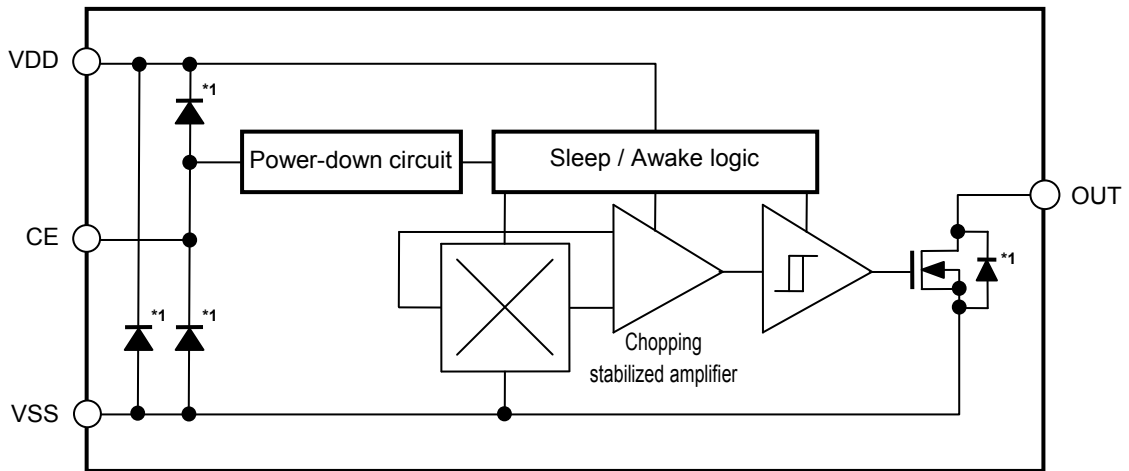 VDD
*1
Power-down circuit
Sleep / Awake logic
OUT
CE
*1
*1
*1
Chopping
stabilized amplifier
VSS